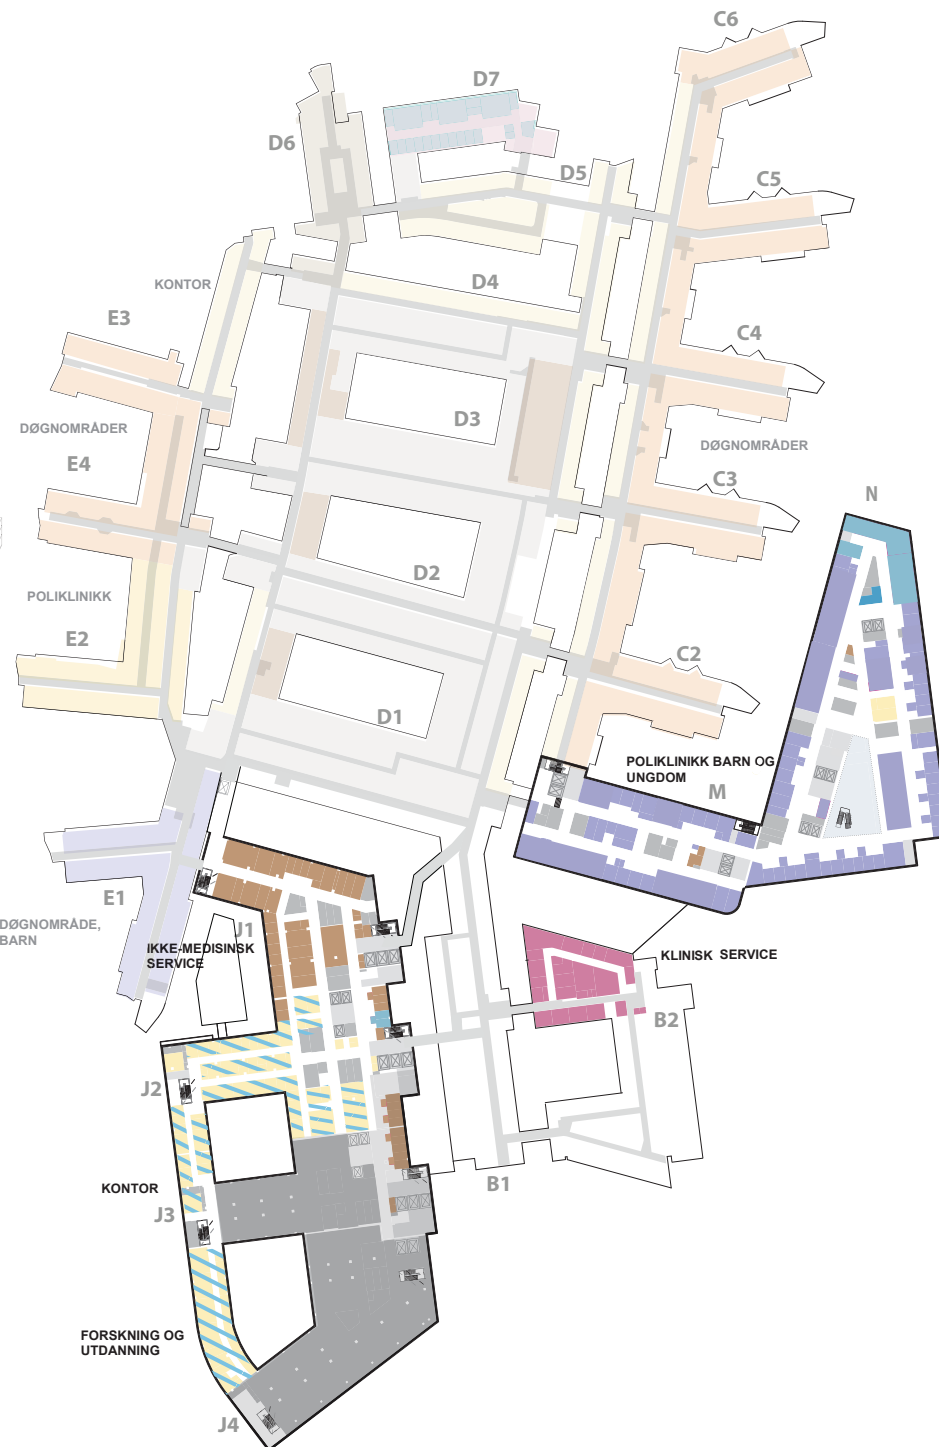 C6
D7
D6
D5
C5
D4
KONTOR
E3
C4
D3
DØGNOMRÅDER
DØGNOMRÅDER
E4
C3
N
D2
POLIKLINIKK
E2
C2
D1
POLIKLINIKK BARN OG
UNGDOM
M
E1
DØGNOMRÅDE,
BARN
J1
IKKE-MEDISINSK
SERVICE
KLINISK SERVICE
B2
J2
B1
KONTOR
J3
FORSKNING OG
UTDANNING
J4